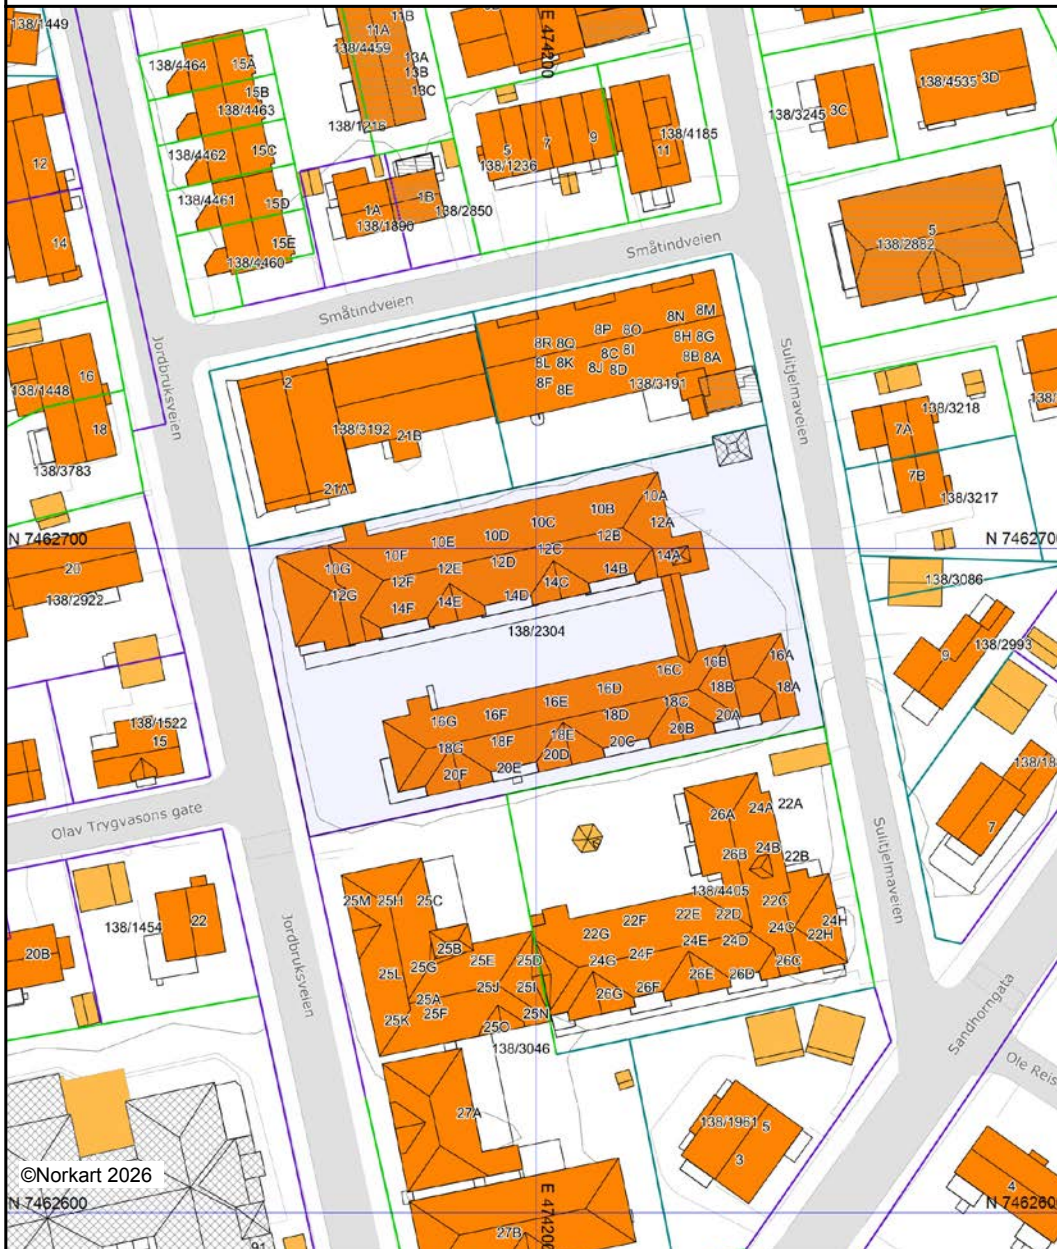 138/1449
11B
11A
138/4459
138/4464
15A
13A
13B
13C
15B
138/4463
138/1216
E 474200
138/4535
3D
138/3245
3C
138/4185
5
7
9
11
138/1236
12
138/4462
15C
138/4461
15D
1A
1B
138/1890
138/2850
14
15E
138/4460
5
138/2882
Småtindveien
Småtindveien
Jordbruksveien
Sulitjelmaveien
8N
8M
8P
8O
8R
8Q
8H
8G
8C
8I
8B
8A
8L
8K
8J
8D
8F
8E
138/3191
2
16
138/1448
18
138/3783
138/3192
21B
21A
138/3218
7A
7B
138/3217
10A
10B
10C
10D
10E
10F
10G
12A
12B
12C
12D
12E
12F
12G
14A
14B
14C
14D
14E
14F
N 7462700
N 7462700
20
138/2922
138/3086
138/2304
138/2993
9
16A
16B
16C
16D
16E
16F
16G
18A
18B
18C
18D
18E
18F
18G
20A
20B
20C
20D
20E
20F
138/1522
15
Olav Trygvasons gate
7
26A
24A
22A
26B
24B
22B
138/4405
22C
22D
22E
22F
22G
24H
22H
24C
24D
24E
24F
24G
26C
26D
26E
26F
26G
Sulitjelmaveien
25M
25H
25C
25B
25D
25E
25G
25L
25J
25I
25A
25F
25K
25O
25N
138/3046
138/1454
22
20B
Jordbruksveien
Sandhorngata
Ole Reis
27A
138/1961
5
3
4
©Norkart 2026
N 7462600
E 474200
27B
91